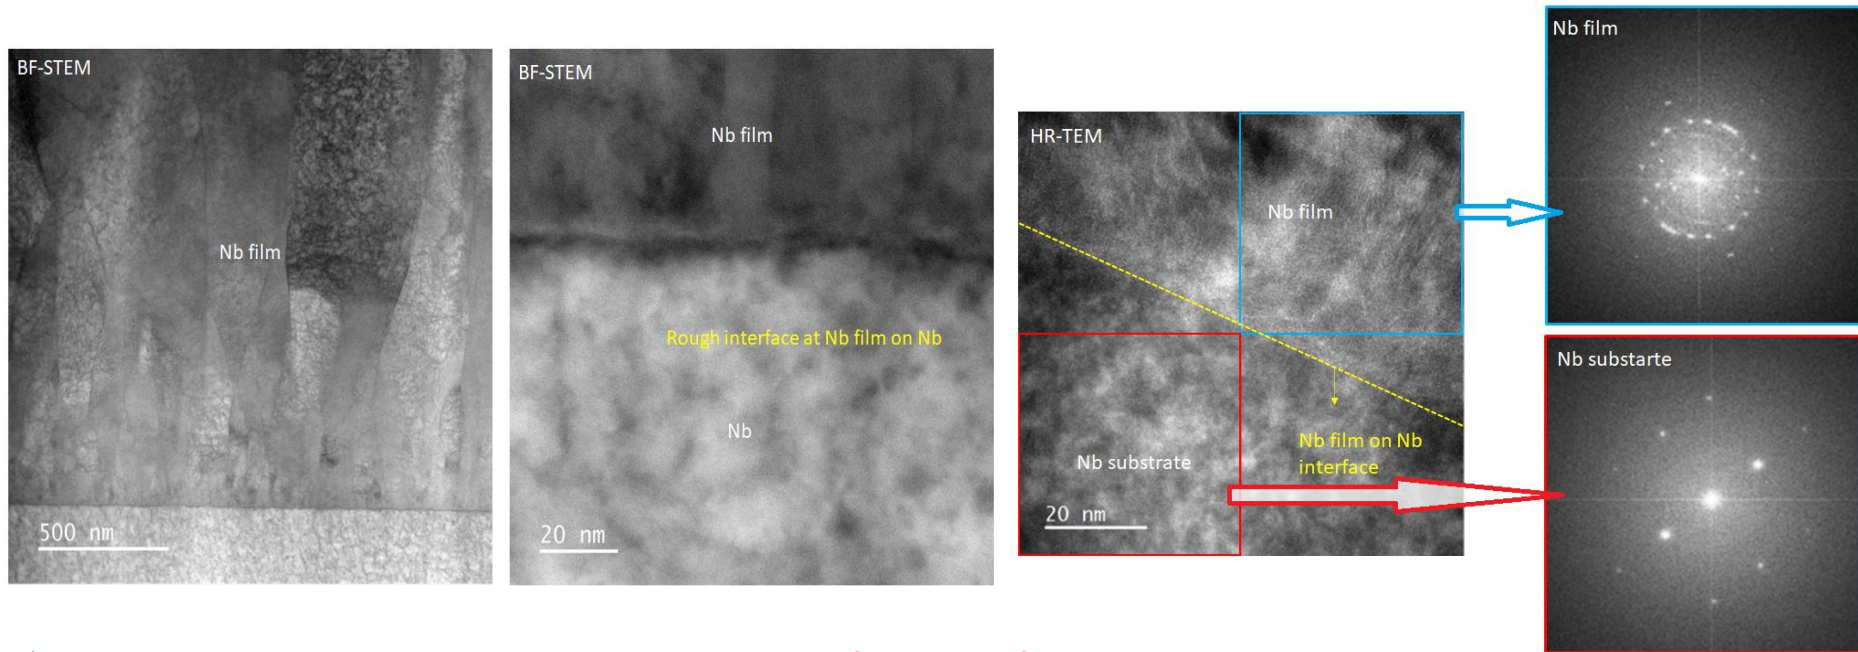 BF-STEM
Nb film
500 nm
BF-STEM
Nb film
Rough interface at Nb film on Nb
Nb
20 nm
HR-TEM
Nb film
Nb substrate
Nb film on Nb
interface
20 nm
Nb film
Nb substarte